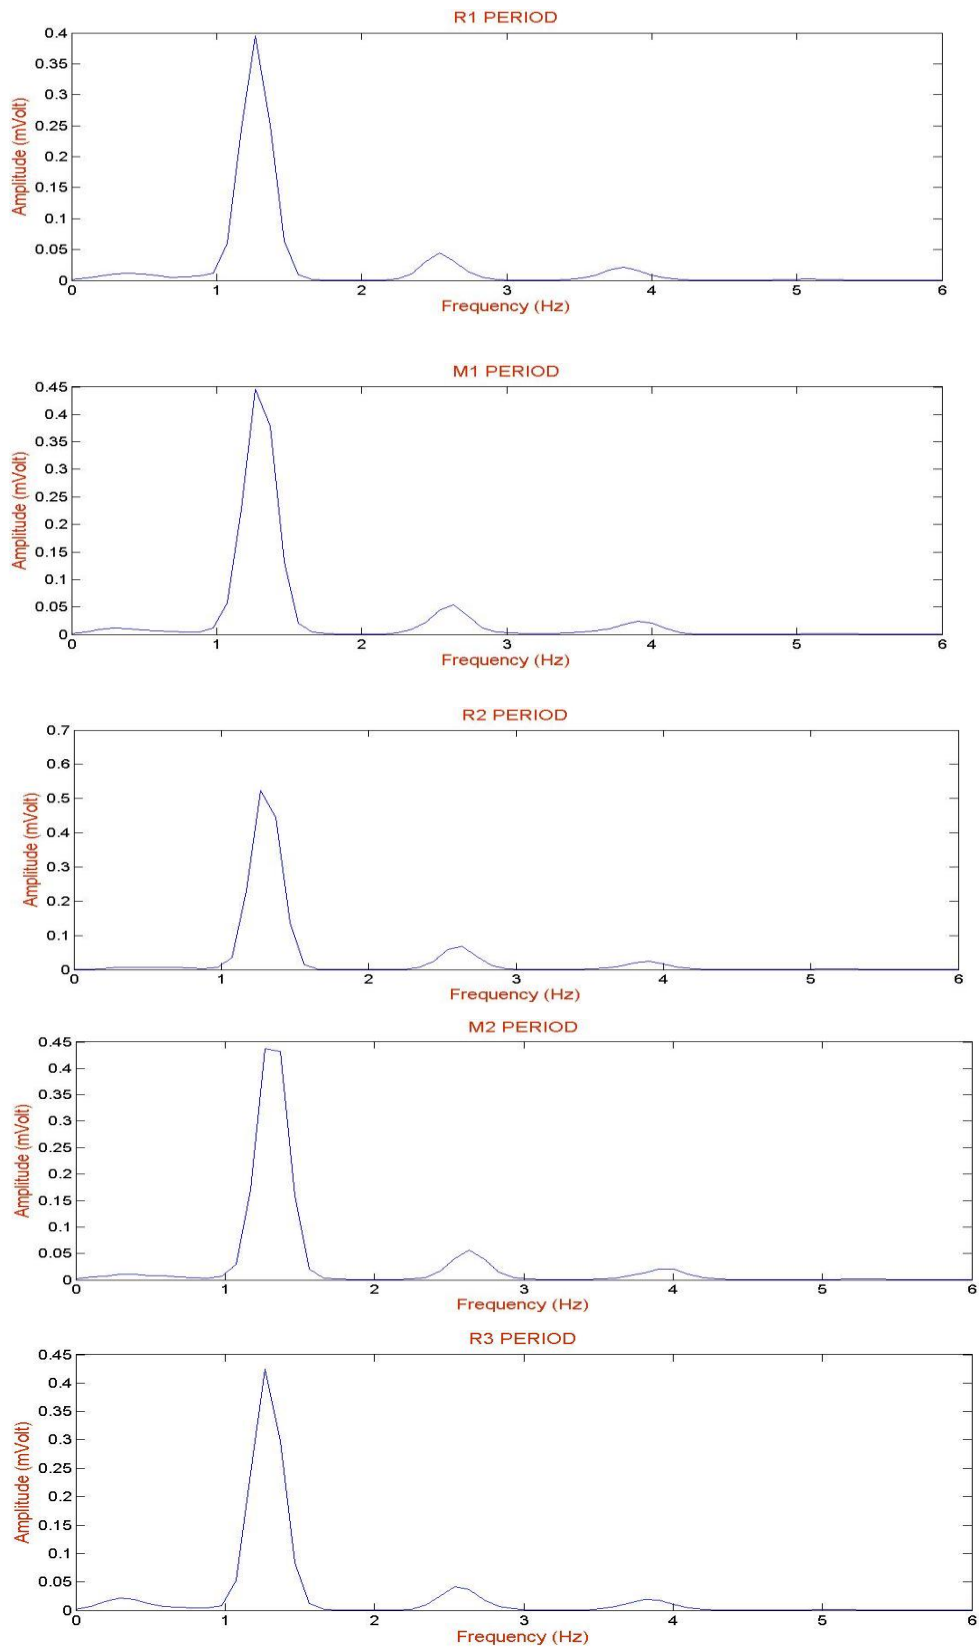 R1 PERIOD
0.4
0.35
0.3
0.25
0.2
0.15
0.1
0.05
0
Amplitude (mVolt)
0 1 2 3 4 5 6
Frequency (Hz)
M1 PERIOD
0.45
0.4
0.35
0.3
0.25
0.2
0.15
0.1
0.05
0
Amplitude (mVolt)
0 1 2 3 4 5 6
Frequency (Hz)
R2 PERIOD
0.7
0.6
0.5
0.4
0.3
0.2
0.1
0
Amplitude (mVolt)
0 1 2 3 4 5 6
Frequency (Hz)
M2 PERIOD
0.45
0.4
0.35
0.3
0.25
0.2
0.15
0.1
0.05
0
Amplitude (mVolt)
0 1 2 3 4 5 6
Frequency (Hz)
R3 PERIOD
0.45
0.4
0.35
0.3
0.25
0.2
0.15
0.1
0.05
0
Amplitude (mVolt)
0 1 2 3 4 5 6
Frequency (Hz)